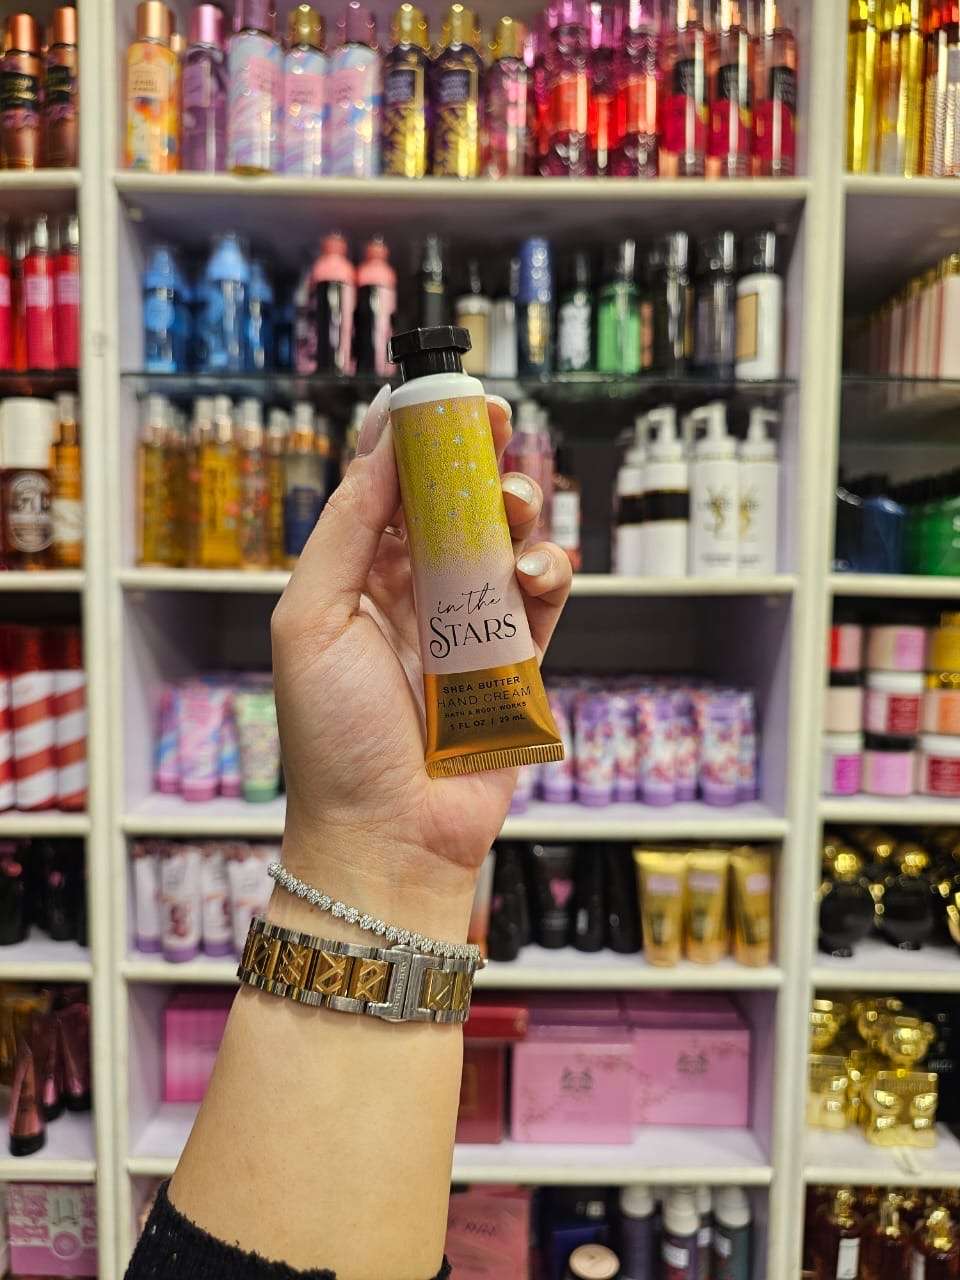 in the
STARS
SHEA BUTTER
HAND CREAM
BATH & BODY WORKS
1 FL OZ | 29 mL